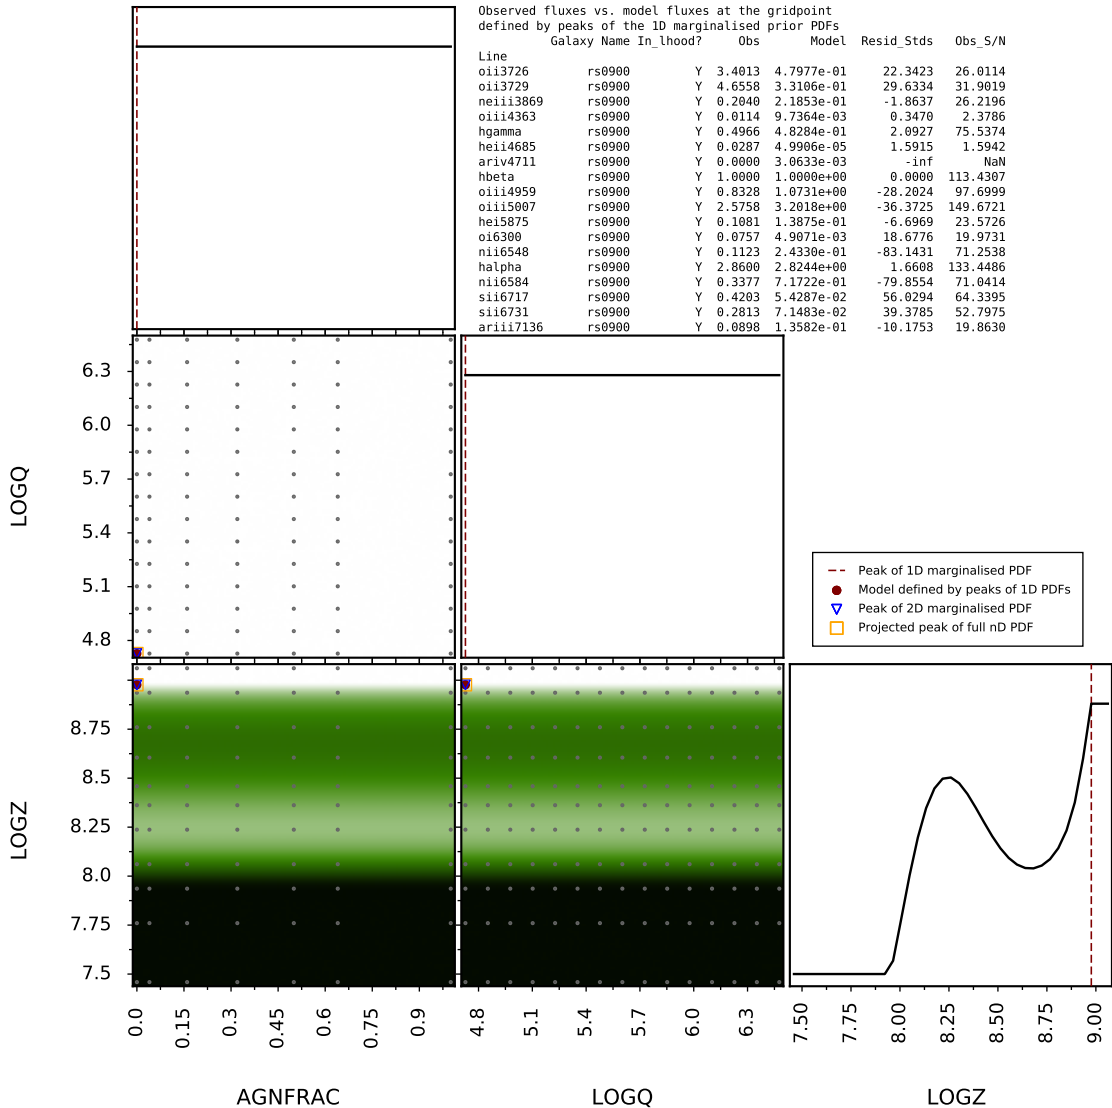 Observed fluxes vs. model fluxes at the gridpoint
defined by peaks of the 1D marginalised prior PDFs
Galaxy Name In_lhood? Obs Model Resid_Stds Obs_S/N
Line
oii3726 rs0900 Y 3.4013 4.7977e-01 22.3423 26.0114
oii3729 rs0900 Y 4.6558 3.3106e-01 29.6334 31.9019
neiii3869 rs0900 Y 0.2040 2.1853e-01 -1.8637 26.2196
oiii4363 rs0900 Y 0.0114 9.7364e-03 0.3470 2.3786
hgamma rs0900 Y 0.4966 4.8284e-01 2.0927 75.5374
heii4685 rs0900 Y 0.0287 4.9906e-05 1.5915 1.5942
ariv4711 rs0900 Y 0.0000 3.0633e-03 -inf NaN
hbeta rs0900 Y 1.0000 1.0000e+00 0.0000 113.4307
oiii4959 rs0900 Y 0.8328 1.0731e+00 -28.2024 97.6999
oiii5007 rs0900 Y 2.5758 3.2018e+00 -36.3725 149.6721
hei5875 rs0900 Y 0.1081 1.3875e-01 -6.6969 23.5726
oi6300 rs0900 Y 0.0757 4.9071e-03 18.6776 19.9731
nii6548 rs0900 Y 0.1123 2.4330e-01 -83.1431 71.2538
halpha rs0900 Y 2.8600 2.8244e+00 1.6608 133.4486
nii6584 rs0900 Y 0.3377 7.1722e-01 -79.8554 71.0414
sii6717 rs0900 Y 0.4203 5.4287e-02 56.0294 64.3395
sii6731 rs0900 Y 0.2813 7.1483e-02 39.3785 52.7975
ariii7136 rs0900 Y 0.0898 1.3582e-01 -10.1753 19.8630
LOGQ
6.3
6.0
5.7
5.4
5.1
4.8
Peak of 1D marginalised PDF
Model defined by peaks of 1D PDFs
Peak of 2D marginalised PDF
Projected peak of full nD PDF
LOGZ
8.75
8.5
8.25
8.0
7.75
7.5
0.0 0.15 0.3 0.45 0.6 0.75 0.9
4.8 5.1 5.4 5.7 6.0 6.3
7.50 7.75 8.00 8.25 8.50 8.75 9.00
AGNFRAC LOGQ LOGZ